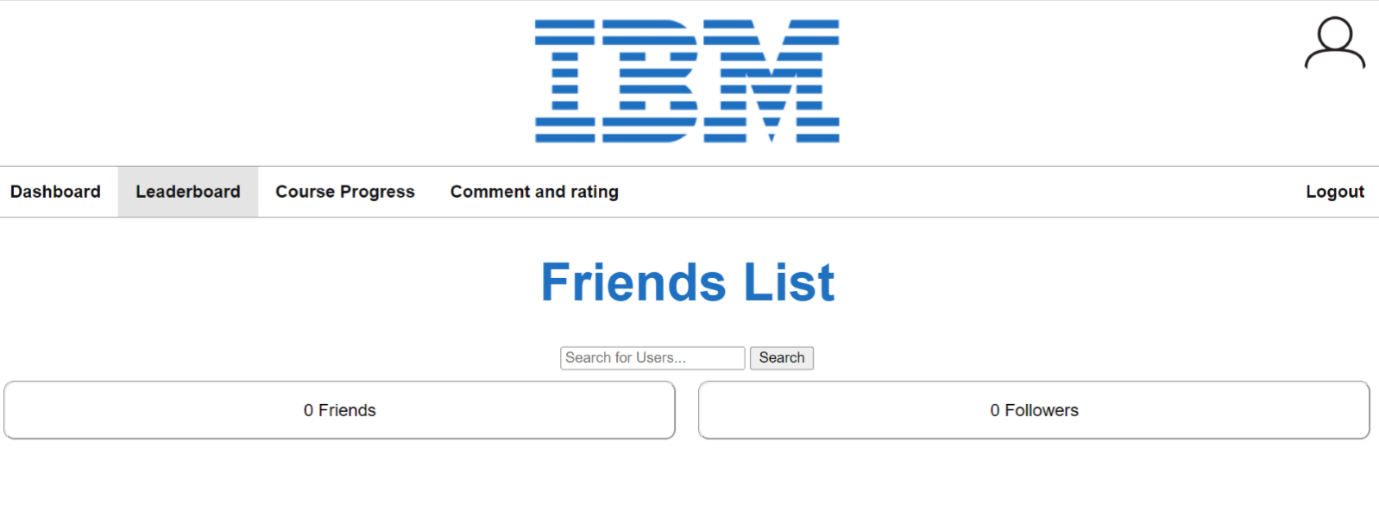 IBM
Dashboard Leaderboard Course Progress Comment and rating Logout
Friends List
Search for Users... Search
0 Friends 0 Followers